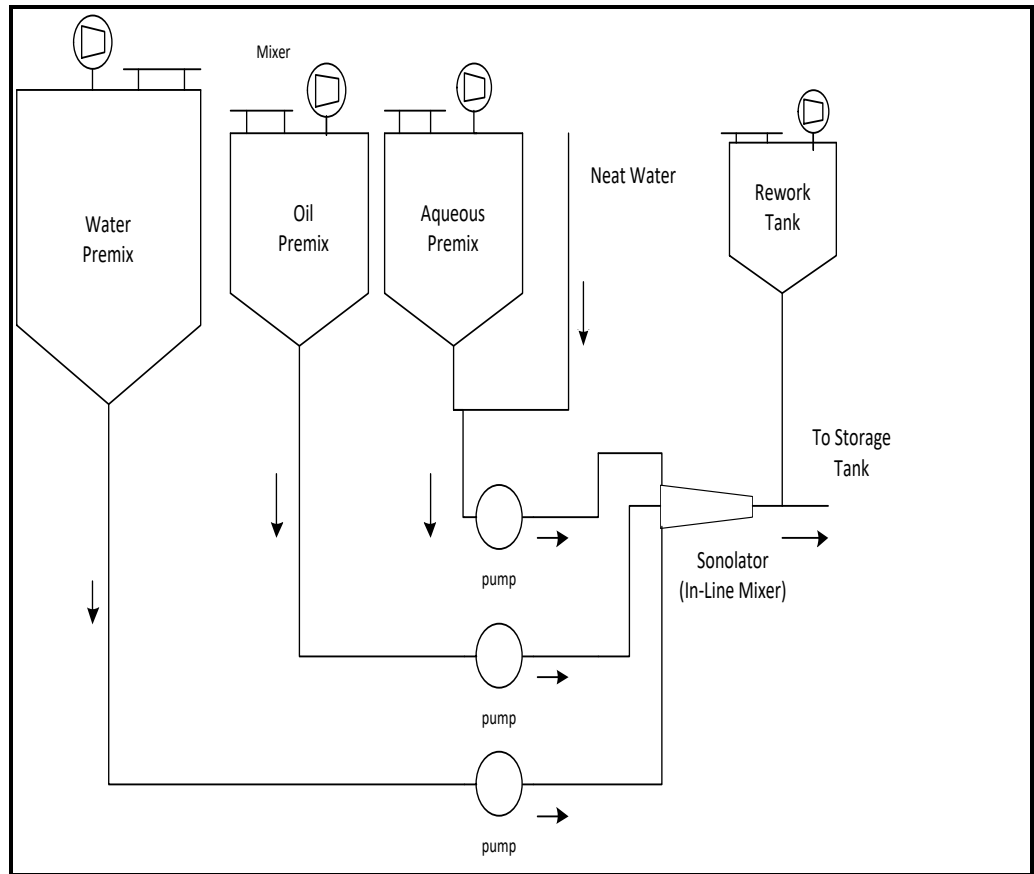 Mixer
Water
Premix
Oil
Premix
Aqueous
Premix
Neat Water
Rework
Tank
To Storage
Tank
Sonolator
(In-Line Mixer)
pump
pump
pump